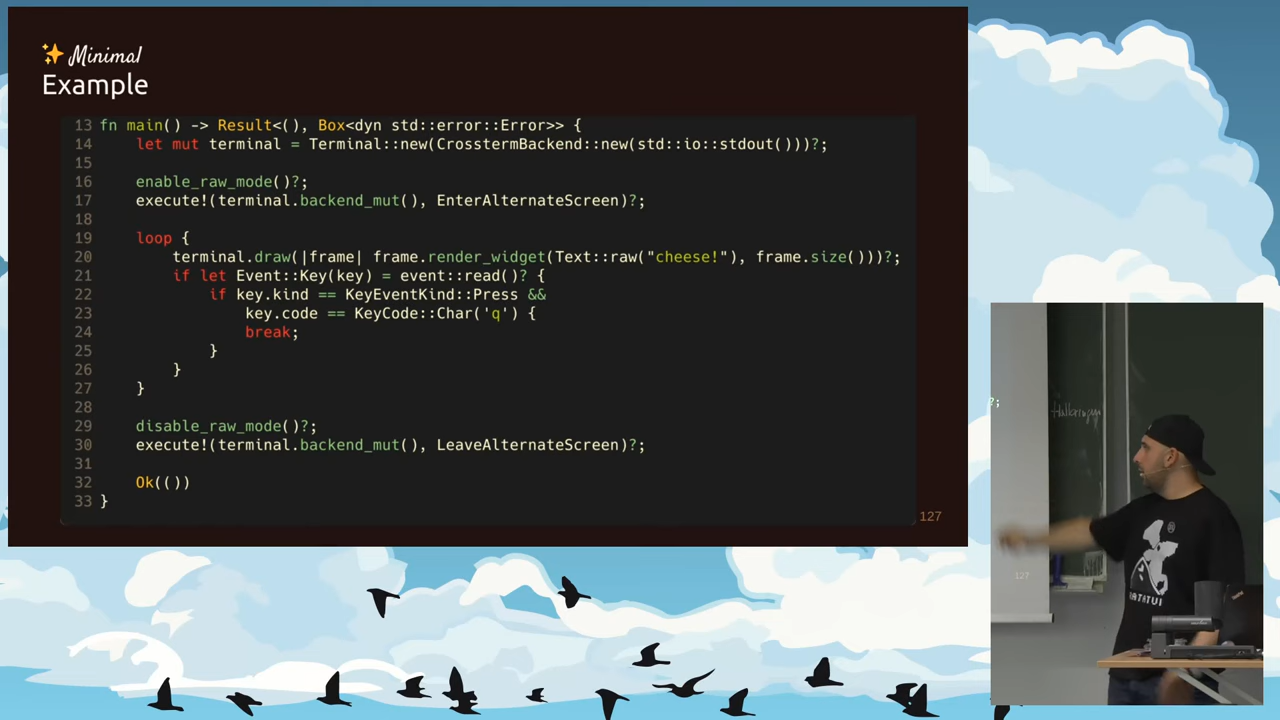 ✨ Minimal
Example
13 fn main() -> Result<(), Box<dyn std::error::Error>> {
14     let mut terminal = Terminal::new(CrosstermBackend::new(std::io::stdout()))?;
15
16     enable_raw_mode()?;
17     execute!(terminal.backend_mut(), EnterAlternateScreen)?;
18
19     loop {
20         terminal.draw(|frame| frame.render_widget(Text::raw("cheese!"), frame.size()))?;
21         if let Event::Key(key) = event::read()? {
22             if key.kind == KeyEventKind::Press &&
23                 key.code == KeyCode::Char('q') {
24                 break;
25             }
26         }
27     }
28
29     disable_raw_mode()?;
30     execute!(terminal.backend_mut(), LeaveAlternateScreen)?;
31
32     Ok(())
33 }
127
?;
127